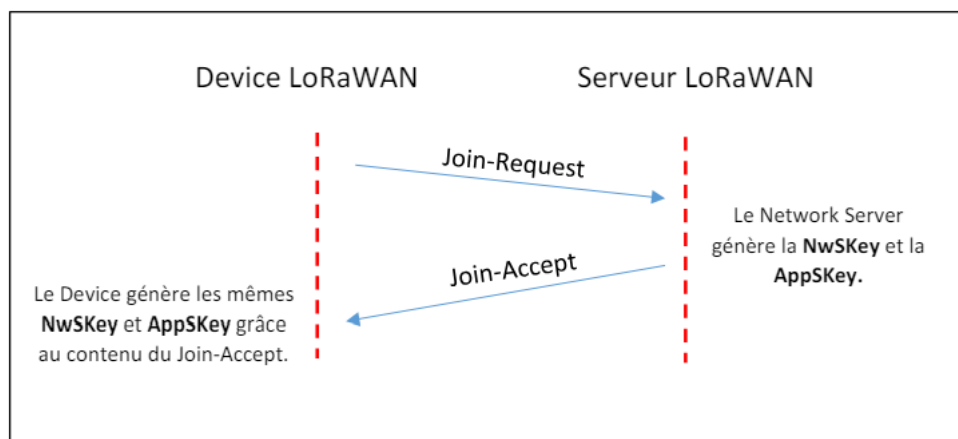 Device LoRaWAN
Serveur LoRaWAN
Join-Request
Le Network Server
génère la NwSKey et la
AppSKey.
Join-Accept
Le Device génère les mêmes
NwSKey et AppSKey grâce
au contenu du Join-Accept.